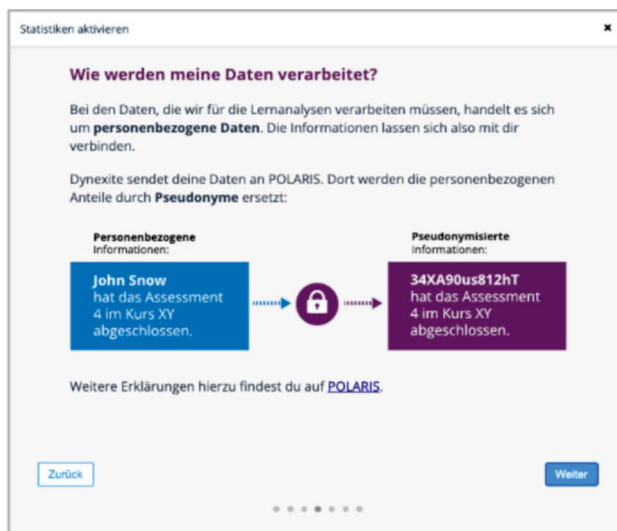 Statistiken aktivieren
Wie werden meine Daten verarbeitet?
Bei den Daten, die wir für die Lernanalysen verarbeiten müssen, handelt es sich
um personenbezogene Daten. Die Informationen lassen sich also mit dir
verbinden.
Dynexite sendet deine Daten an POLARIS. Dort werden die personenbezogenen
Anteile durch Pseudonyme ersetzt:
Personenbezogene
Informationen:
John Snow
hat das Assessment
4 im Kurs XY
abgeschlossen.
Pseudonymisierte
Informationen:
34XA90us812hT
hat das Assessment
4 im Kurs XY
abgeschlossen.
Weitere Erklärungen hierzu findest du auf POLARIS.
Zurück
Weiter